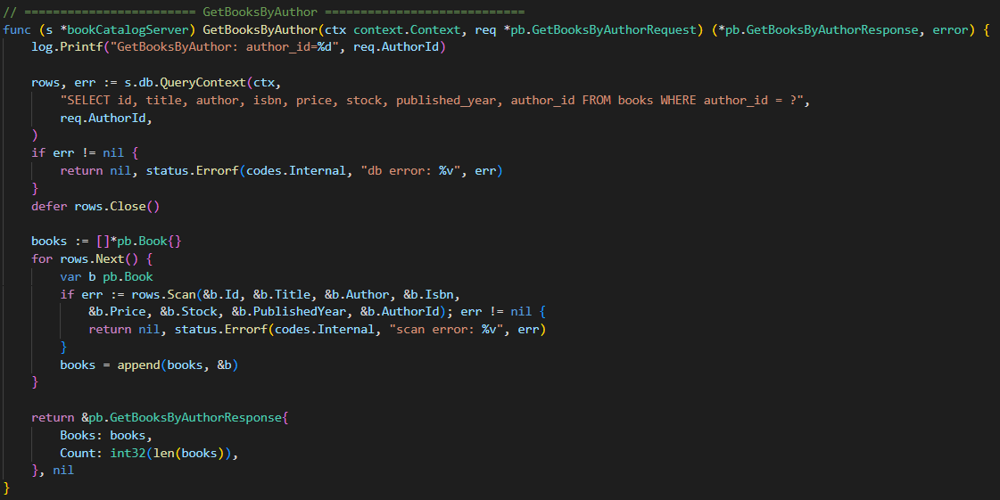 // ======================== GetBooksByAuthor ============================
func (s *bookCatalogServer) GetBooksByAuthor(ctx context.Context, req *pb.GetBooksByAuthorRequest) (*pb.GetBooksByAuthorResponse, error) {
    log.Printf("GetBooksByAuthor: author_id=%d", req.AuthorId)

    rows, err := s.db.QueryContext(ctx,
        "SELECT id, title, author, isbn, price, stock, published_year, author_id FROM books WHERE author_id = ?",
        req.AuthorId,
    )
    if err != nil {
        return nil, status.Errorf(codes.Internal, "db error: %v", err)
    }
    defer rows.Close()

    books := []*pb.Book{}
    for rows.Next() {
        var b pb.Book
        if err := rows.Scan(&b.Id, &b.Title, &b.Author, &b.Isbn,
            &b.Price, &b.Stock, &b.PublishedYear, &b.AuthorId); err != nil {
            return nil, status.Errorf(codes.Internal, "scan error: %v", err)
        }
        books = append(books, &b)
    }

    return &pb.GetBooksByAuthorResponse{
        Books: books,
        Count: int32(len(books)),
    }, nil
}